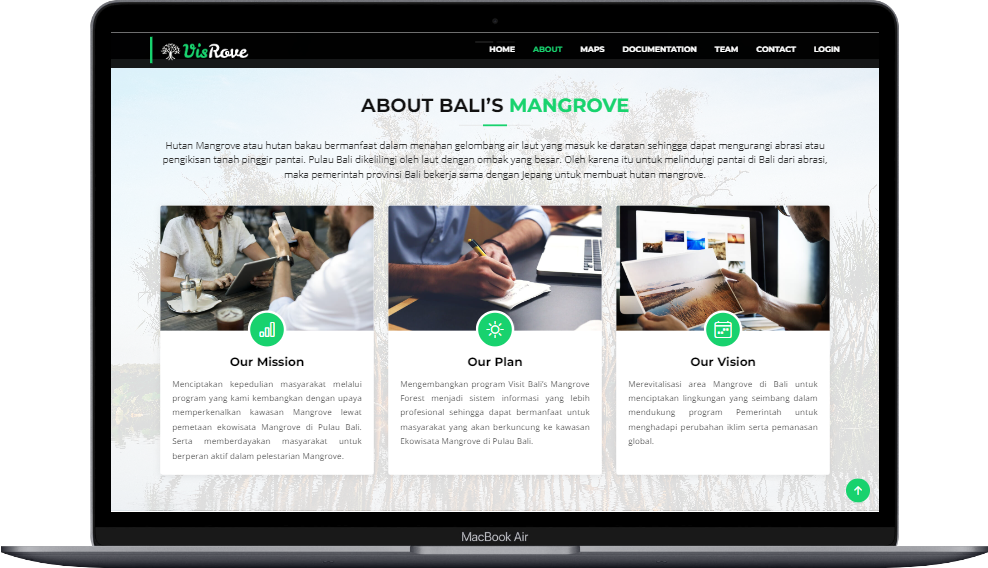 VisRove
HOME ABOUT MAPS DOCUMENTATION TEAM CONTACT LOGIN
ABOUT BALI’S MANGROVE
Hutan Mangrove atau hutan bakau bermanfaat dalam menahan gelombang air laut yang masuk ke daratan sehingga dapat mengurangi abrasi atau
pengikisan tanah pinggir pantai. Pulau Bali dikelilingi oleh laut dengan ombak yang besar. Oleh karena itu untuk melindungi pantai di Bali dari abrasi,
maka pemerintah provinsi Bali bekerja sama dengan Jepang untuk membuat hutan mangrove.
Our Mission
Menciptakan kepedulian masyarakat melalui
program yang kami kembangkan dengan upaya
memperkenalkan kawasan Mangrove lewat
pemetaan ekowisata Mangrove di Pulau Bali.
Serta memberdayakan masyarakat untuk
berperan aktif dalam pelestarian Mangrove.
Our Plan
Mengembangkan program Visit Bali’s Mangrove
Forest menjadi sistem informasi yang lebih
profesional sehingga dapat bermanfaat untuk
masyarakat yang akan berkuncung ke kawasan
Ekowisata Mangrove di Pulau Bali.
Our Vision
Merevitalisasi area Mangrove di Bali untuk
menciptakan lingkungan yang seimbang dalam
mendukung program Pemerintah untuk
menghadapi perubahan iklim serta pemanasan
global.
MacBook Air